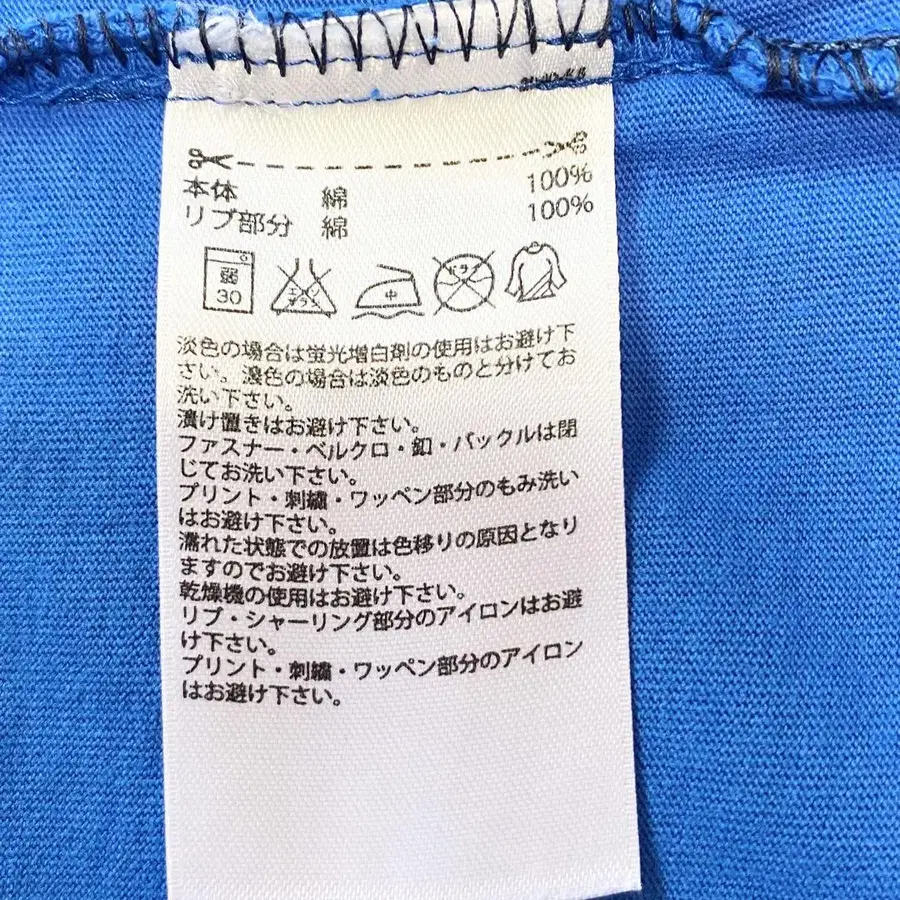 本体 綿 100%
リブ部分 綿 100%
弱
30
エンソ
サラシ
中
ドライ
淡色の場合は蛍光増白剤の使用はお避け下
さい。濃色の場合は淡色のものと分けてお
洗い下さい。
漬け置きはお避け下さい。
ファスナー・ベルクロ・釦・バックルは閉
じてお洗い下さい。
プリント・刺繍・ワッペン部分のもみ洗い
はお避け下さい。
濡れた状態での放置は色移りの原因となり
ますのでお避け下さい。
乾燥機の使用はお避け下さい。
リブ・シャーリング部分のアイロンはお避
け下さい。
プリント・刺繍・ワッペン部分のアイロン
はお避け下さい。